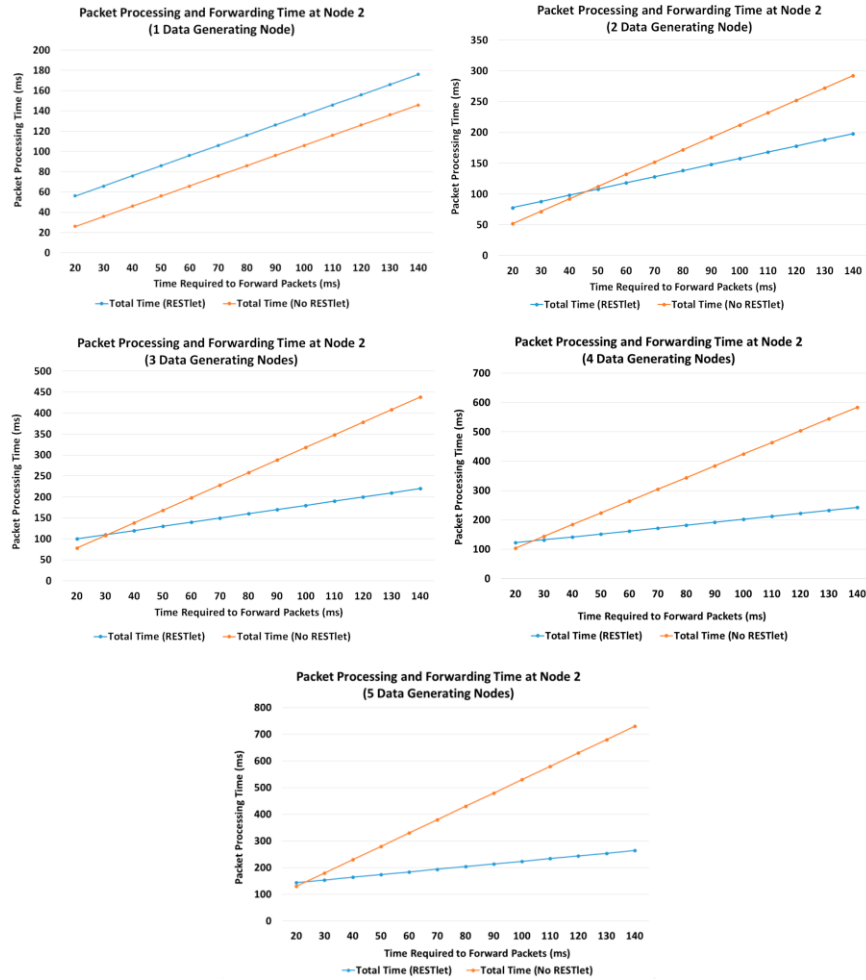 Packet Processing and Forwarding Time at Node 2
(1 Data Generating Node)
200
180
160
140
120
100
80
60
40
20
0
Packet Processing Time (ms)
20 30 40 50 60 70 80 90 100 110 120 130 140
Time Required to Forward Packets (ms)
Total Time (RESTlet) Total Time (No RESTlet)
Packet Processing and Forwarding Time at Node 2
(2 Data Generating Node)
350
300
250
200
150
100
50
0
Packet Processing Time (ms)
20 30 40 50 60 70 80 90 100 110 120 130 140
Time Required to Forward Packets (ms)
Total Time (RESTlet) Total Time (No RESTlet)
Packet Processing and Forwarding Time at Node 2
(3 Data Generating Nodes)
500
450
400
350
300
250
200
150
100
50
0
Packet Processing Time (ms)
20 30 40 50 60 70 80 90 100 110 120 130 140
Time Required to Forward Packets (ms)
Total Time (RESTlet) Total Time (No RESTlet)
Packet Processing and Forwarding Time at Node 2
(4 Data Generating Nodes)
700
600
500
400
300
200
100
0
Packet Processing Time (ms)
20 30 40 50 60 70 80 90 100 110 120 130 140
Time Required to Forward Packets (ms)
Total Time (RESTlet) Total Time (No RESTlet)
Packet Processing and Forwarding Time at Node 2
(5 Data Generating Nodes)
800
700
600
500
400
300
200
100
0
Packet Processing Time (ms)
20 30 40 50 60 70 80 90 100 110 120 130 140
Time Required to Forward Packets (ms)
Total Time (RESTlet) Total Time (No RESTlet)